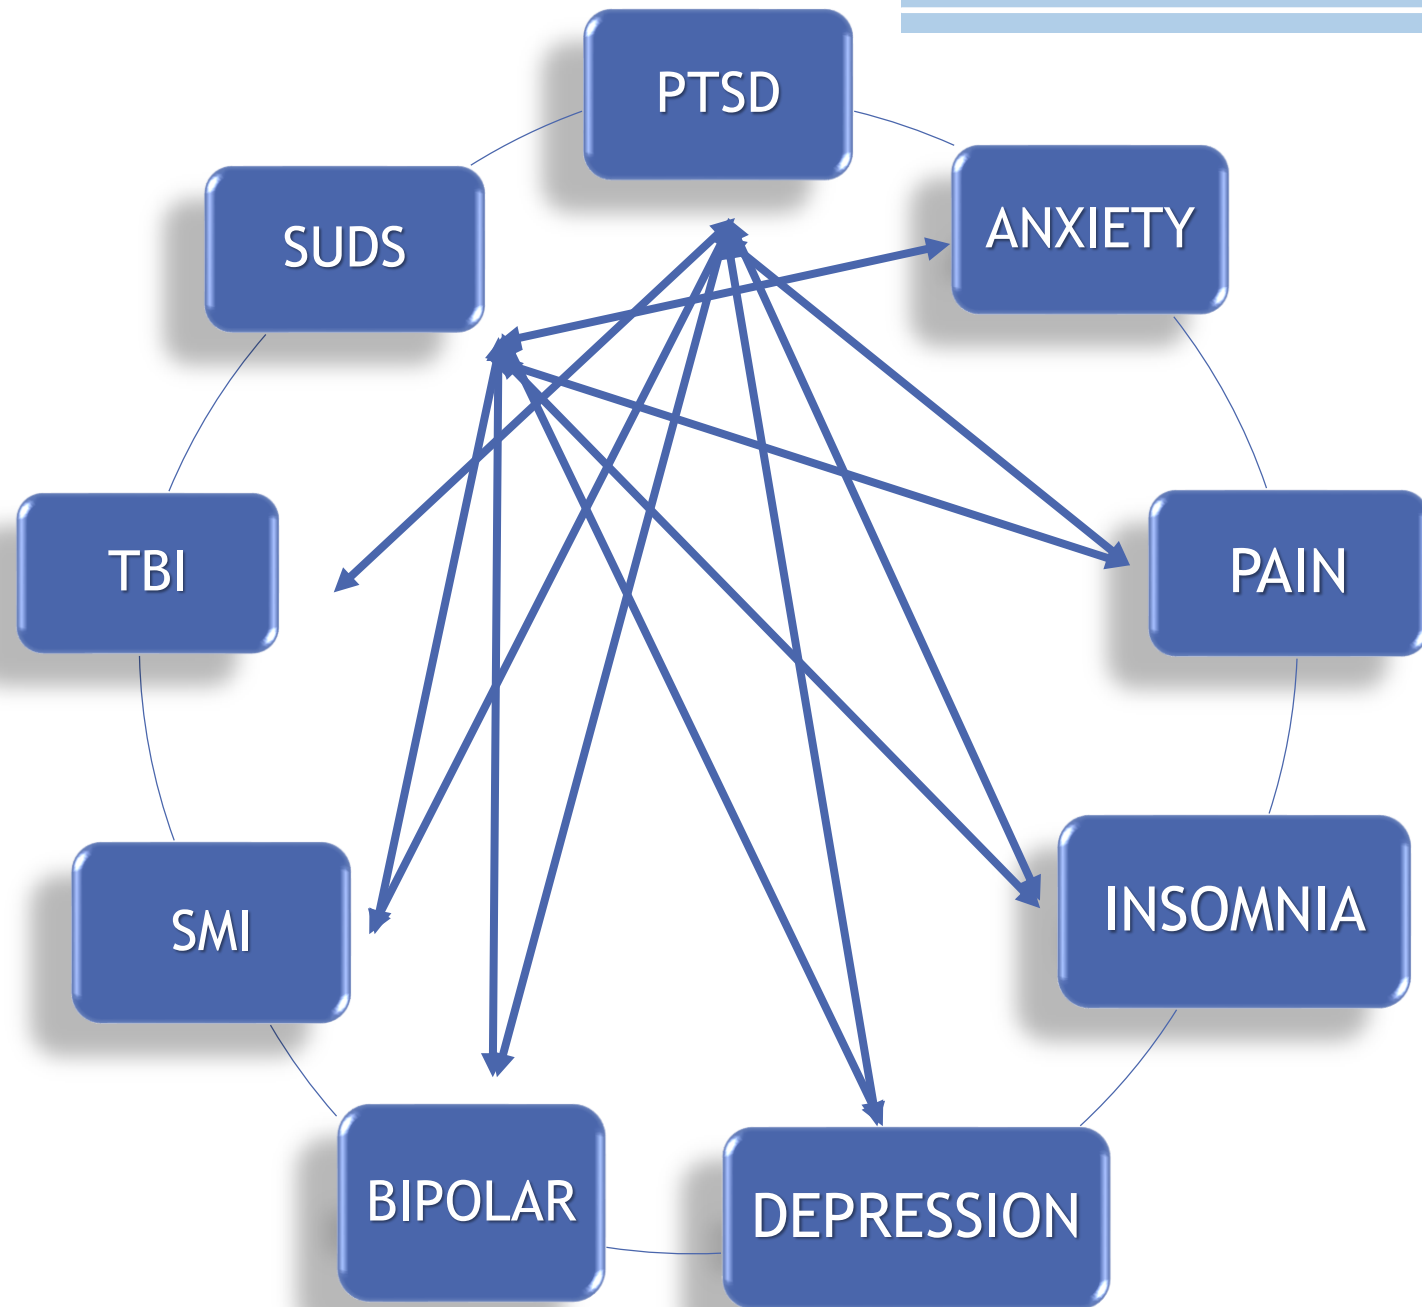 PTSD
ANXIETY
SUDS
TBI
PAIN
SMI
INSOMNIA
BIPOLAR
DEPRESSION